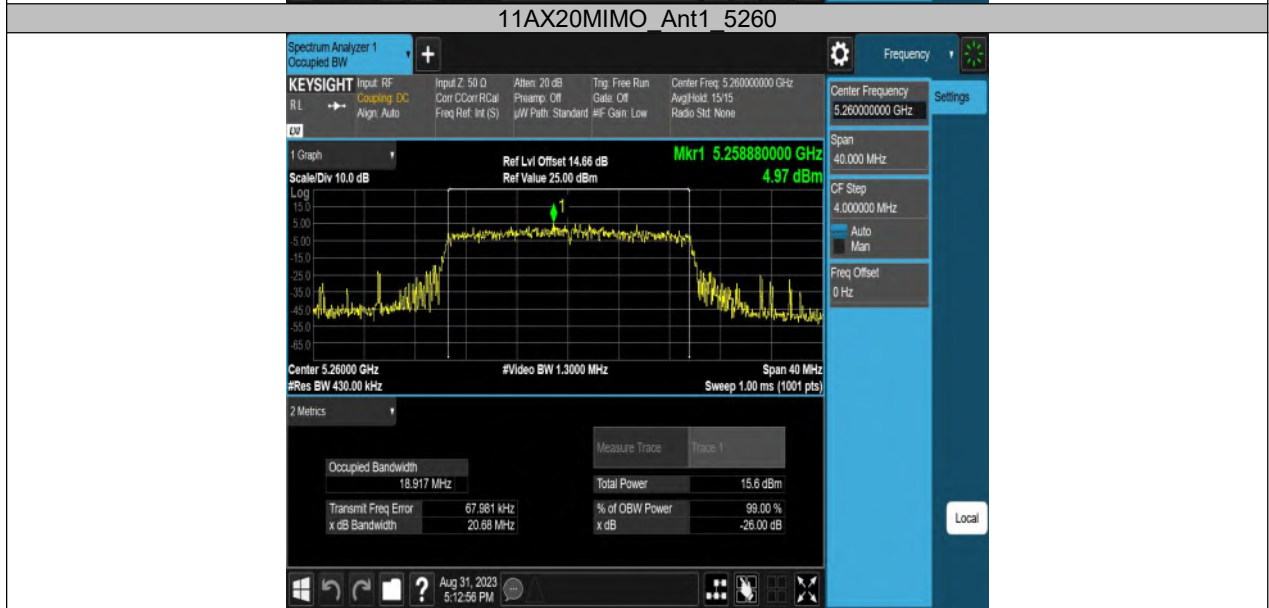 11AX20MIMO_Ant1_5260
Spectrum Analyzer 1
Occupied BW
+
Frequency
KEYSIGHT Input: RF Input Z: 50 Ω Atten: 20 dB Trig: Free Run Center Freq: 5.260000000 GHz
RL Coupling: DC Corr CCorr RCal Preamp: Off Gate: Off Avg|Hold: 15/15
Align: Auto Freq Ref: Int (S) µW Path: Standard #IF Gain: Low Radio Std: None
Center Frequency
5.260000000 GHz
Settings
Span
40.000 MHz
CF Step
4.000000 MHz
Auto
Man
Freq Offset
0 Hz
1 Graph
Ref Lvl Offset 14.66 dB Mkr1 5.258880000 GHz
Scale/Div 10.0 dB Ref Value 25.00 dBm 4.97 dBm
Log
15.0
1
5.00
-5.00
-15.0
-25.0
-35.0
-45.0
-55.0
-65.0
Center 5.26000 GHz #Video BW 1.3000 MHz Span 40 MHz
#Res BW 430.00 kHz Sweep 1.00 ms (1001 pts)
2 Metrics
Measure Trace Trace 1
Occupied Bandwidth
18.917 MHz
Total Power 15.6 dBm
Transmit Freq Error 67.981 kHz % of OBW Power 99.00 %
x dB Bandwidth 20.68 MHz x dB -26.00 dB
Local
? Aug 31, 2023
5:12:56 PM